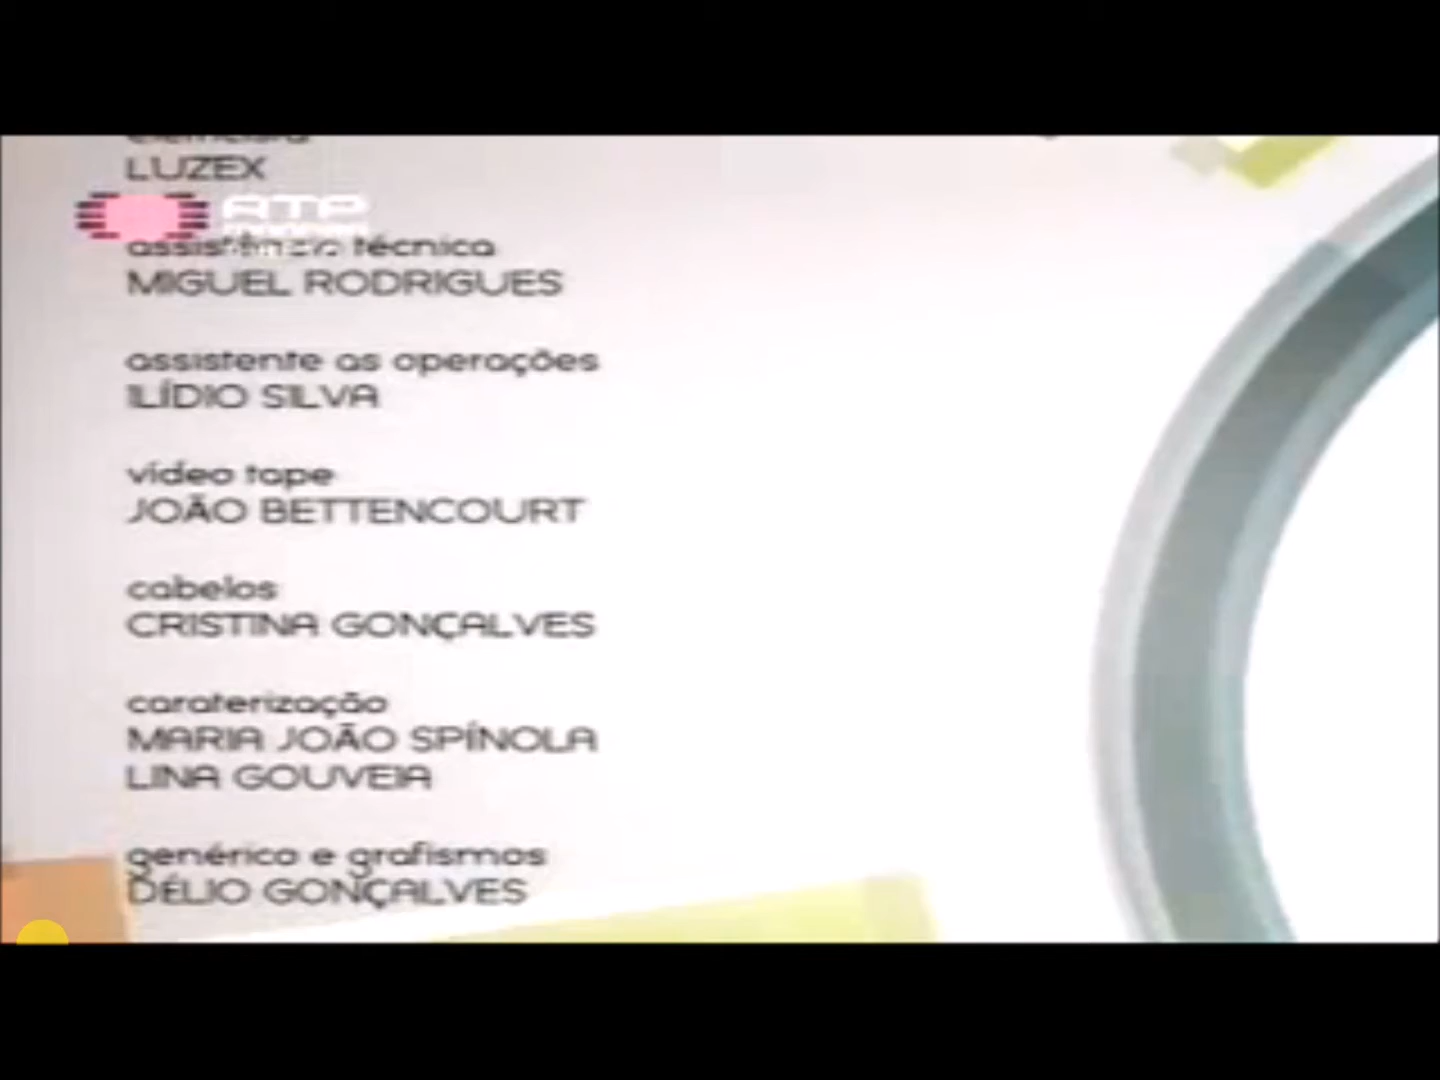 LUZEX
RTP
assistência técnica
MIGUEL RODRIGUES
assistente as operações
ILÍDIO SILVA
vídeo tape
JOÃO BETTENCOURT
cabelos
CRISTINA GONÇALVES
caraterização
MARIA JOÃO SPÍNOLA
LINA GOUVEIA
genérico e grafismos
DÉLIO GONÇALVES